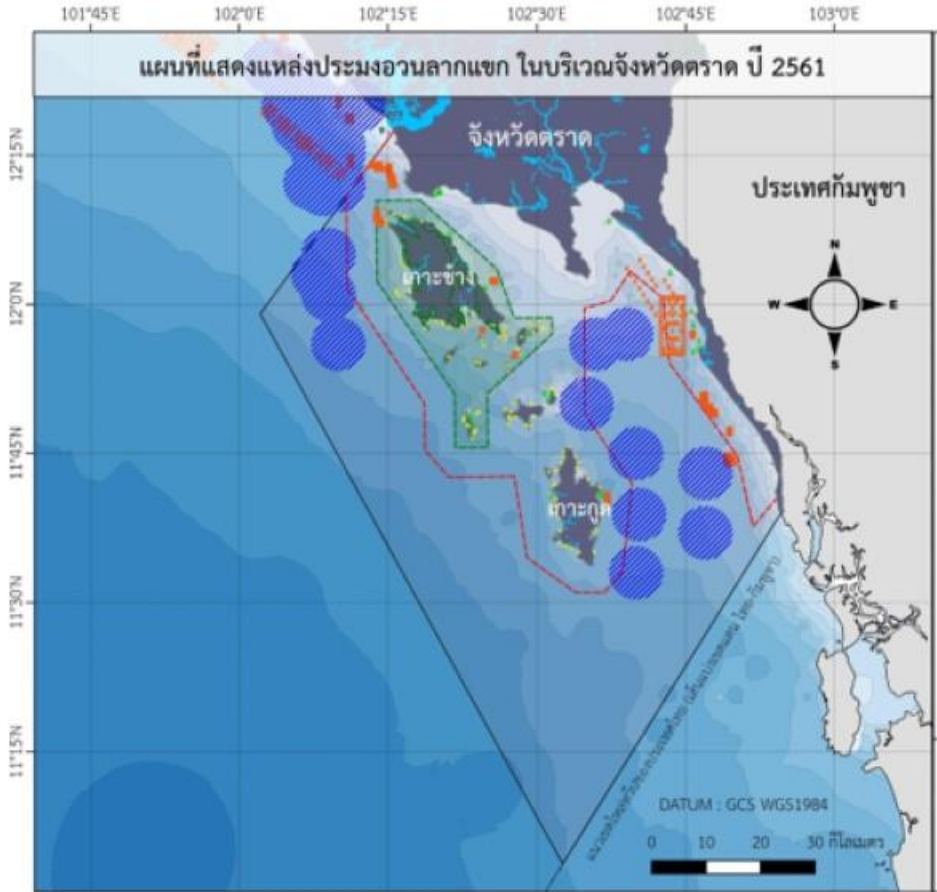 101°45'E 102°0'E 102°15'E 102°30'E 102°45'E 103°0'E
แผนที่แสดงแหล่งประมงอวนลากแขก ในบริเวณจังหวัดตราด ปี 2561
จังหวัดตราด
12°15'N
ประเทศกัมพูชา
N
เกาะช้าง
12°0'N
W E
S
11°45'N
เกาะกูด
11°30'N
11°15'N
DATUM : GCS WGS1984
0 10 20 30 กิโลเมตร